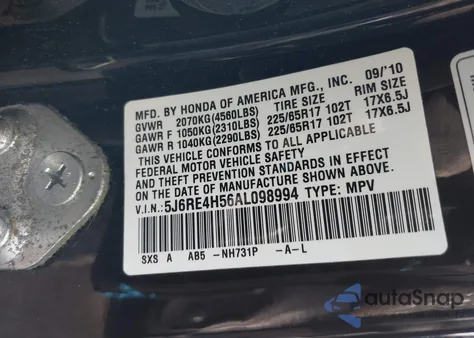 MFD. BY HONDA OF AMERICA MFG., INC. 09/'10
GVWR 2070KG(4560LBS) TIRE SIZE RIM SIZE
GAWR F 1050KG(2310LBS) 225/65R17 102T 17X6.5J
GAWR R 1040KG(2290LBS) 225/65R17 102T 17X6.5J
THIS VEHICLE CONFORMS TO ALL APPLICABLE
FEDERAL MOTOR VEHICLE SAFETY
AND THEFT PREVENTION STANDARDS IN EFFECT
ON THE DATE OF MANUFACTURE SHOWN ABOVE.
V.I.N.: 5J6RE4H56AL098994 TYPE: MPV
SXS A AB5 -NH731P -A-L
autoSnap